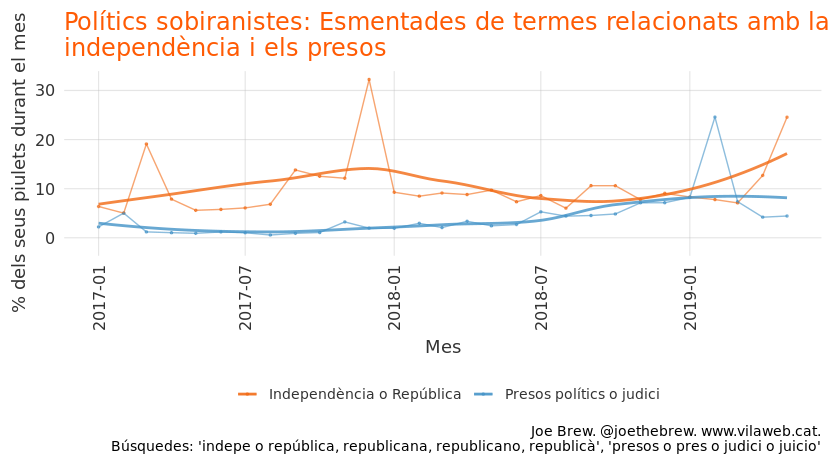 Polítics sobiranistes: Esmentades de termes relacionats amb la
independència i els presos
% dels seus piulets durant el mes
30
20
10
0
2017-01
2017-07
2018-01
2018-07
2019-01
Mes
Independència o República
Presos polítics o judici
Joe Brew. @joethebrew. www.vilaweb.cat.
Búsquedes: 'indepe o república, republicana, republicano, republicà', 'presos o pres o judici o juicio'